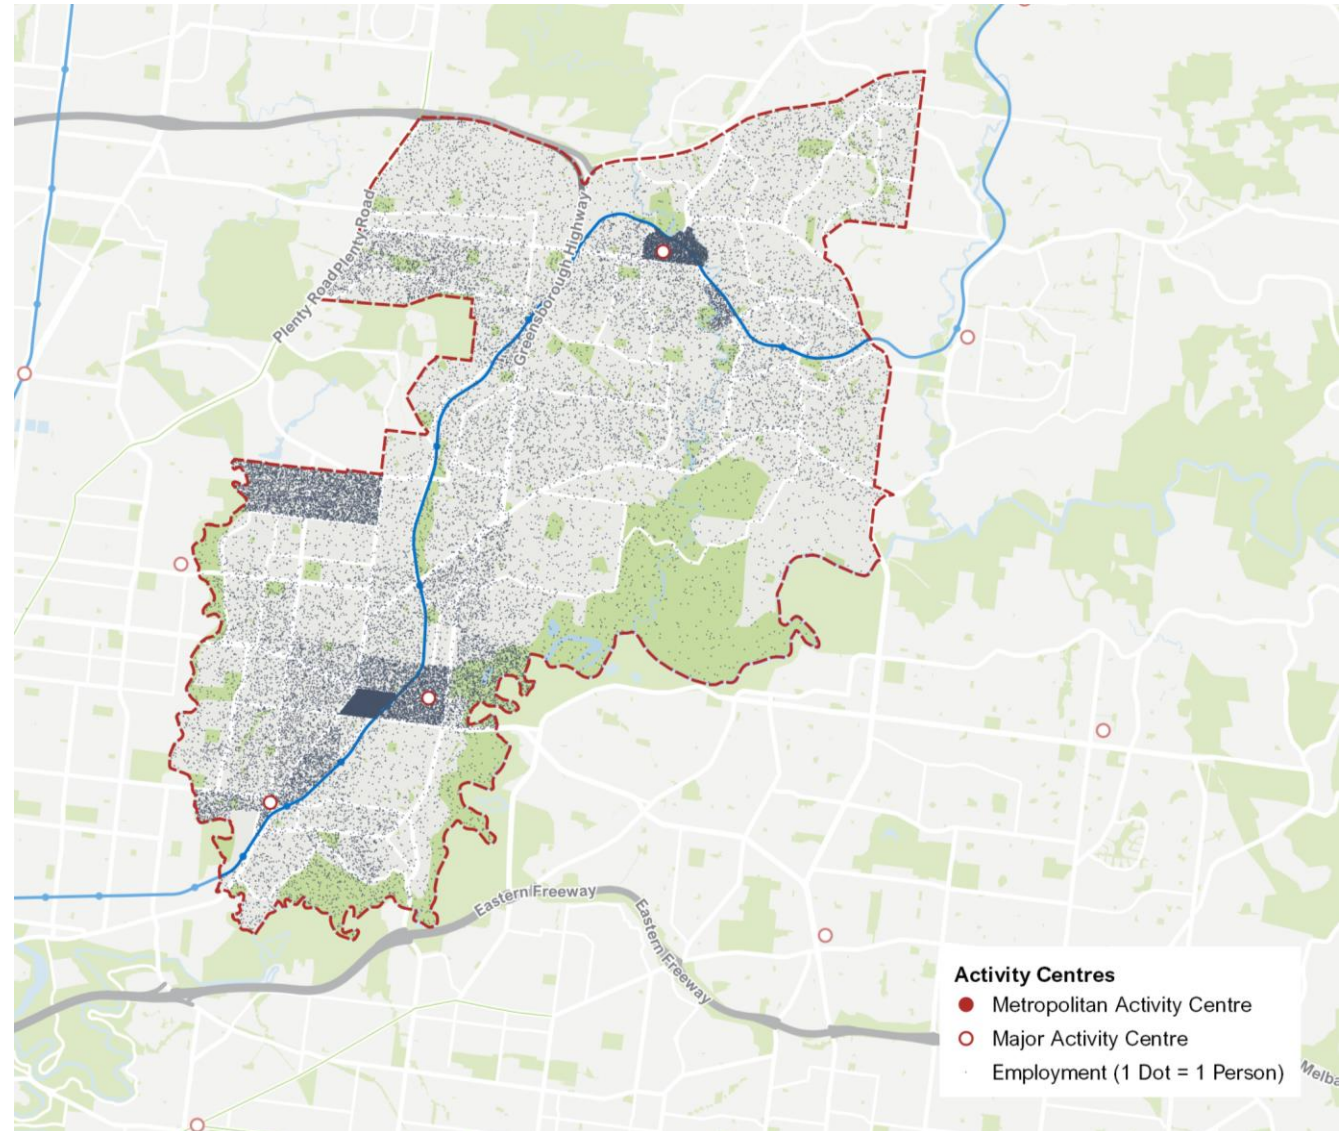 Plenty Road
Plenty Road
Greensborough Highway
Eastern Freeway
Eastern Freeway
Activity Centres
Metropolitan Activity Centre
Major Activity Centre
Employment (1 Dot = 1 Person)
Melba